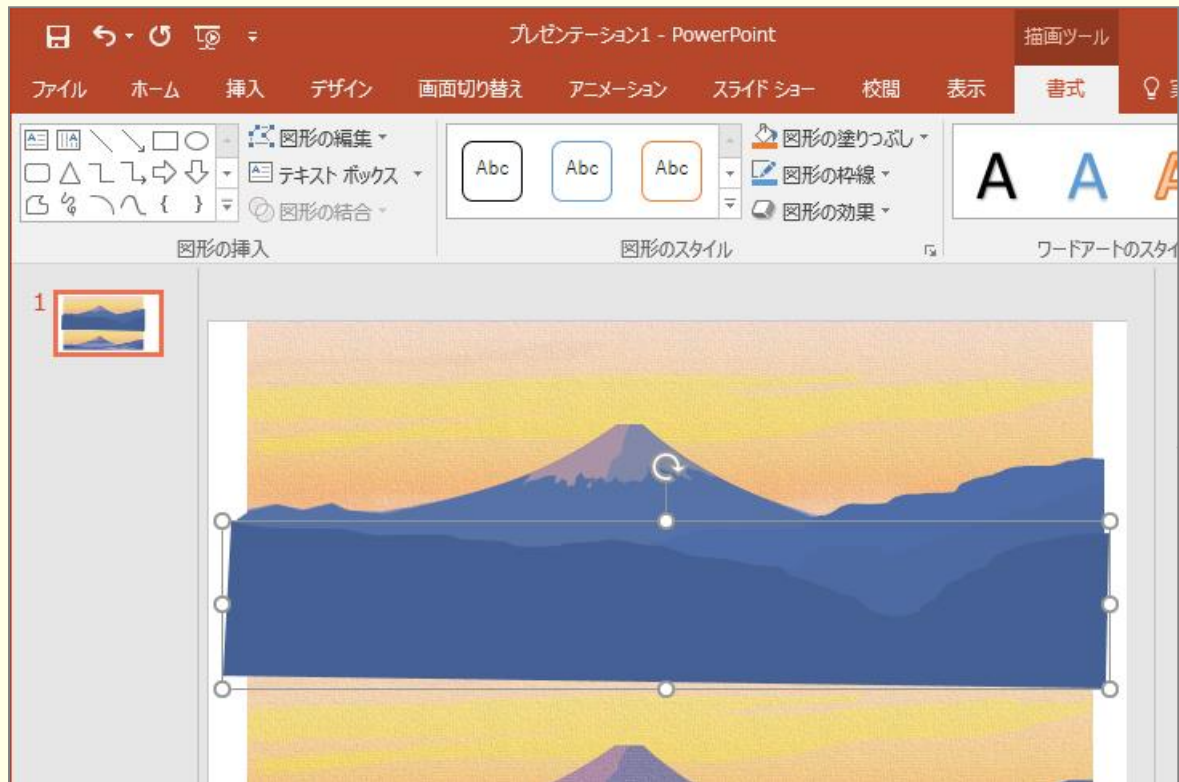 プレゼンテーション1 - PowerPoint
描画ツール
ファイル ホーム 挿入 デザイン 画面切り替え アニメーション スライド ショー 校閲 表示 書式
図形の編集
テキスト ボックス
図形の結合
図形の挿入
Abc Abc Abc
図形のスタイル
図形の塗りつぶし
図形の枠線
図形の効果
A A A
ワードアートのスタイ
1